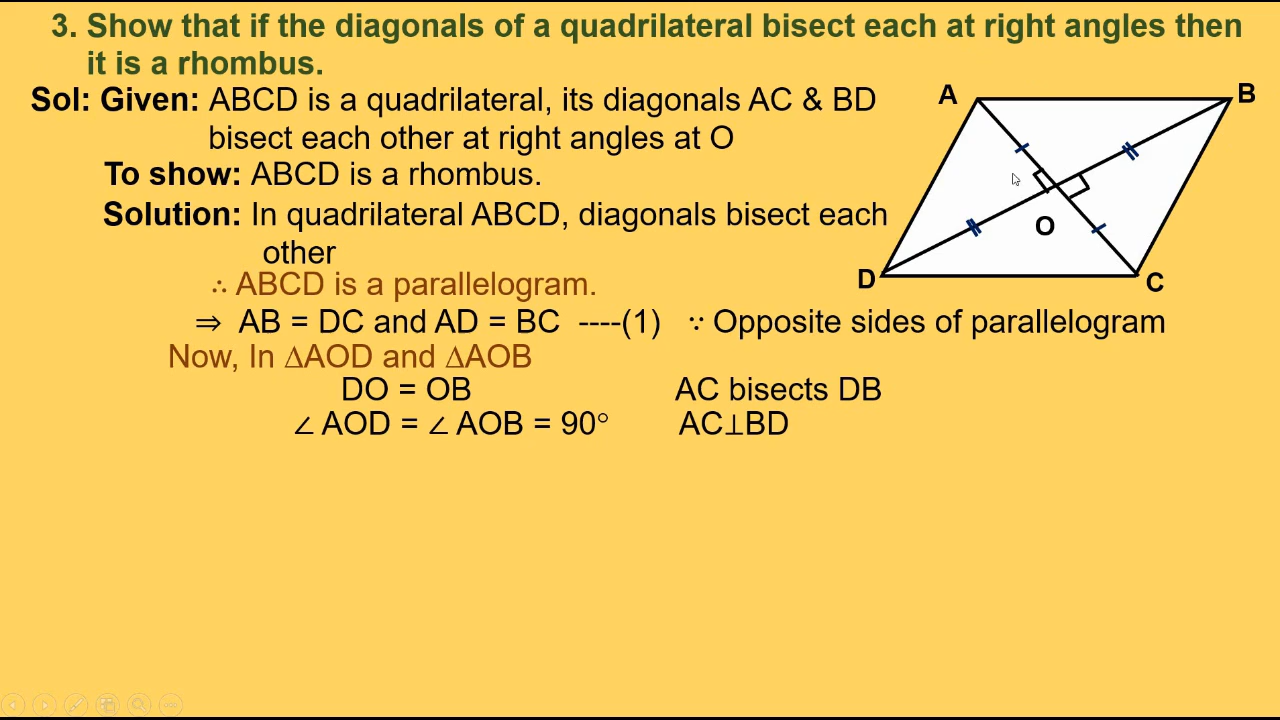 3. Show that if the diagonals of a quadrilateral bisect each at right angles then
it is a rhombus.
Sol: Given: ABCD is a quadrilateral, its diagonals AC & BD
bisect each other at right angles at O
To show: ABCD is a rhombus.
Solution: In quadrilateral ABCD, diagonals bisect each
other
∴ ABCD is a parallelogram.
⇒ AB = DC and AD = BC ----(1) ∵ Opposite sides of parallelogram
Now, In ∆AOD and ∆AOB
DO = OB AC bisects DB
∠ AOD = ∠ AOB = 90° AC⊥BD
A
B
O
D
C